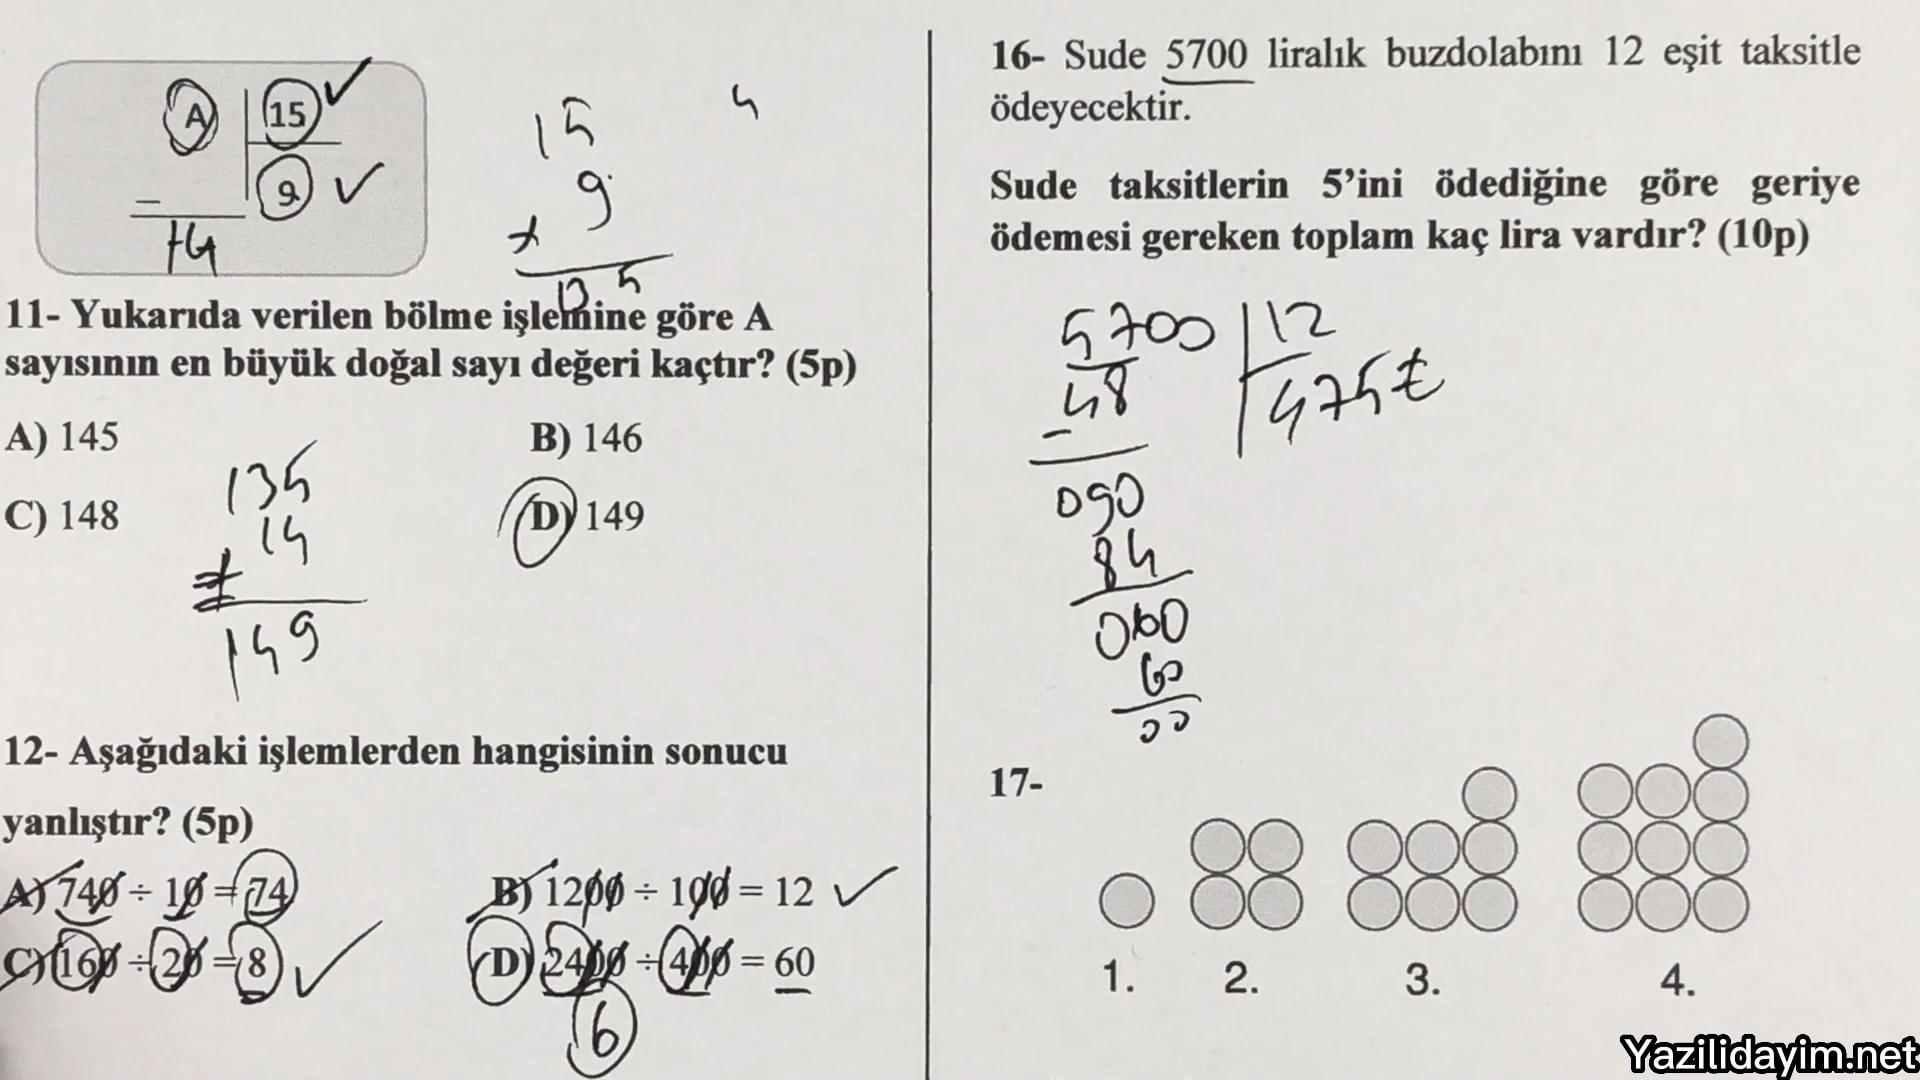 A 15
9
14
15
9
x
135
4
11- Yukarıda verilen bölme işlemine göre A
sayısının en büyük doğal sayı değeri kaçtır? (5p)
A) 145 B) 146
C) 148 D) 149
135
14
+
149
12- Aşağıdaki işlemlerden hangisinin sonucu
yanlıştır? (5p)
A) 740 ÷ 10 = 74 B) 1200 ÷ 100 = 12
C) 160 ÷ 20 = 8 D) 2400 ÷ 400 = 60
6
16- Sude 5700 liralık buzdolabını 12 eşit taksitle
ödeyecektir.
Sude taksitlerin 5’ini ödediğine göre geriye
ödemesi gereken toplam kaç lira vardır? (10p)
5700 12
48 475₺
-
090
84
060
60
00
17-
1. 2. 3. 4.
Yazilidayim.net